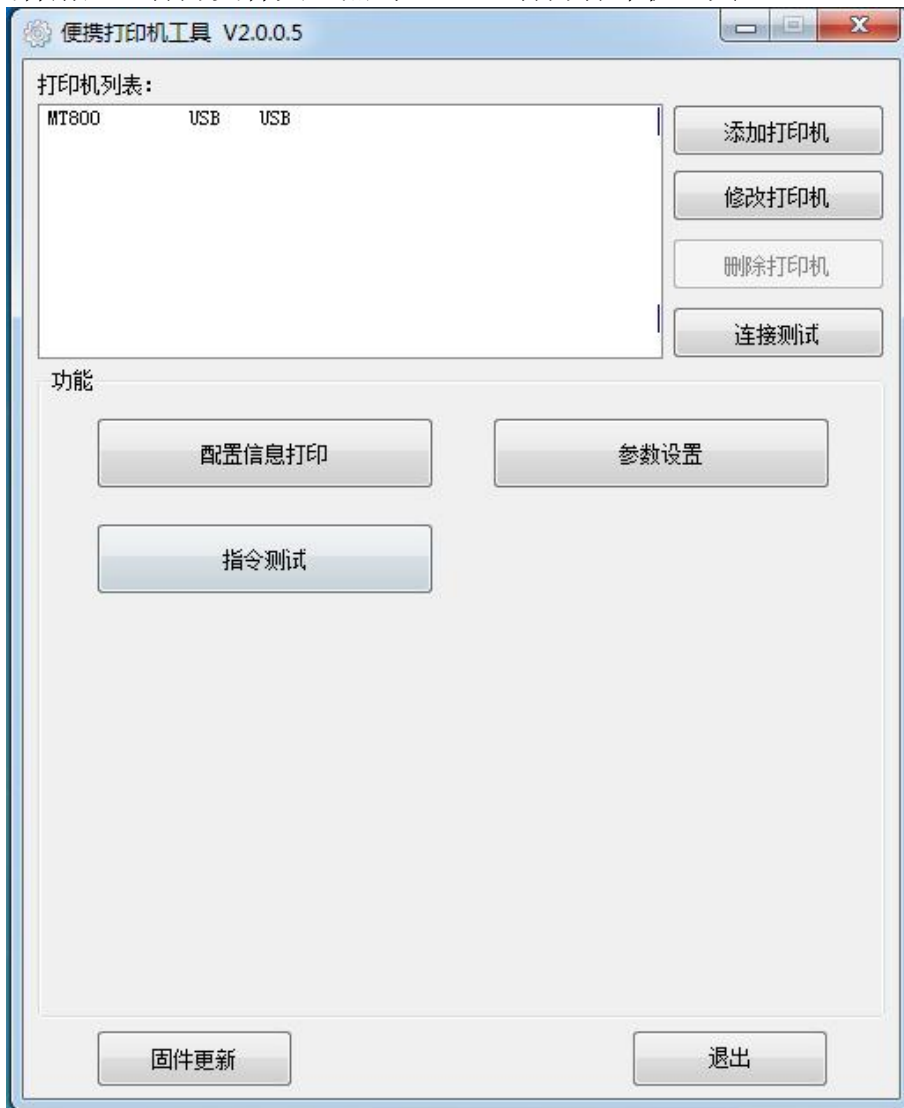 便携打印机工具 V2.0.0.5
打印机列表：
MT800 USB USB
添加打印机
修改打印机
删除打印机
连接测试
功能
配置信息打印
参数设置
指令测试
固件更新
退出